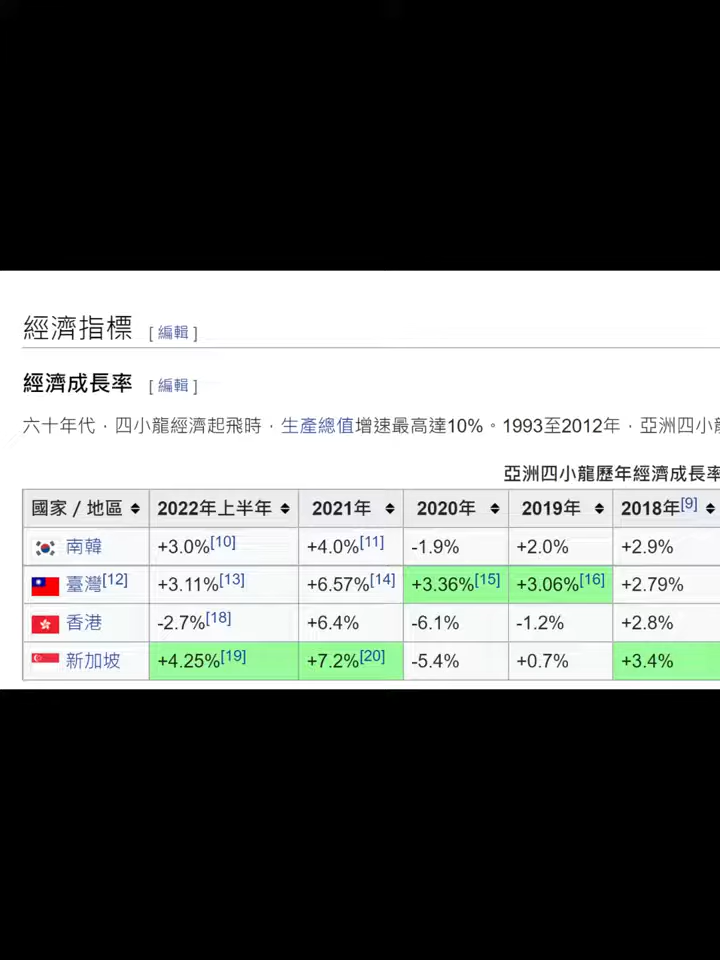 經濟指標 [編輯]
經濟成長率 [編輯]
六十年代，四小龍經濟起飛時，生產總值增速最高達10%。1993至2012年，亞洲四小
亞洲四小龍歷年經濟成長率
國家 / 地區 2022年上半年 2021年 2020年 2019年 2018年[9]
南韓 +3.0%[10] +4.0%[11] -1.9% +2.0% +2.9%
臺灣[12] +3.11%[13] +6.57%[14] +3.36%[15] +3.06%[16] +2.79%
香港 -2.7%[18] +6.4% -6.1% -1.2% +2.8%
新加坡 +4.25%[19] +7.2%[20] -5.4% +0.7% +3.4%